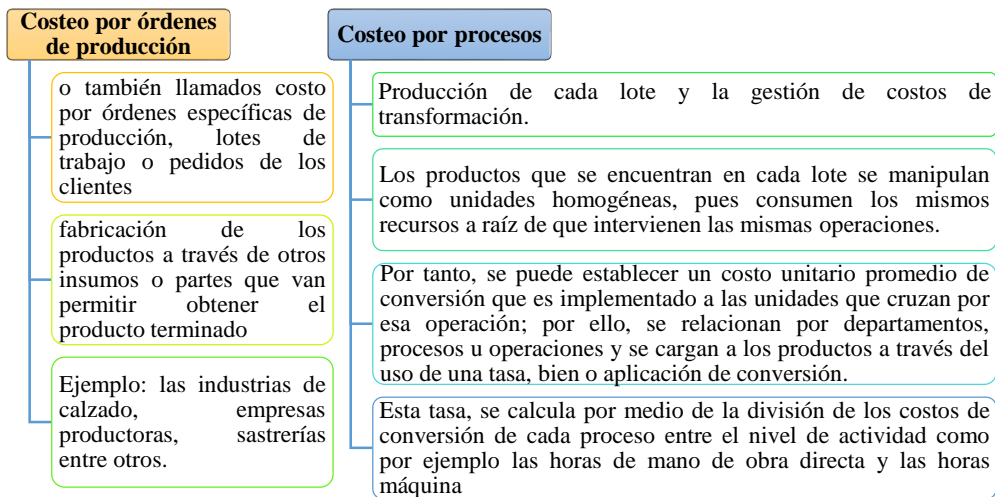 Costeo por órdenes
de producción
o también llamados costo
por órdenes específicas de
producción, lotes de
trabajo o pedidos de los
clientes
fabricación de los
productos a través de otros
insumos o partes que van
permitir obtener el
producto terminado
Ejemplo: las industrias de
calzado, empresas
productoras, sastrerías
entre otros.
Costeo por procesos
Producción de cada lote y la gestión de costos de
transformación.
Los productos que se encuentran en cada lote se manipulan
como unidades homogéneas, pues consumen los mismos
recursos a raíz de que intervienen las mismas operaciones.
Por tanto, se puede establecer un costo unitario promedio de
conversión que es implementado a las unidades que cruzan por
esa operación; por ello, se relacionan por departamentos,
procesos u operaciones y se cargan a los productos a través del
uso de una tasa, bien o aplicación de conversión.
Esta tasa, se calcula por medio de la división de los costos de
conversión de cada proceso entre el nivel de actividad como
por ejemplo las horas de mano de obra directa y las horas
máquina